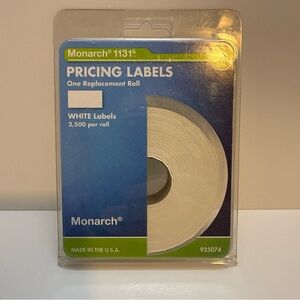 Monarch® 1131®
PRICING LABELS
One Replacement Roll
WHITE Labels
2,500 per roll
Monarch®
MADE IN THE U.S.A.
925074